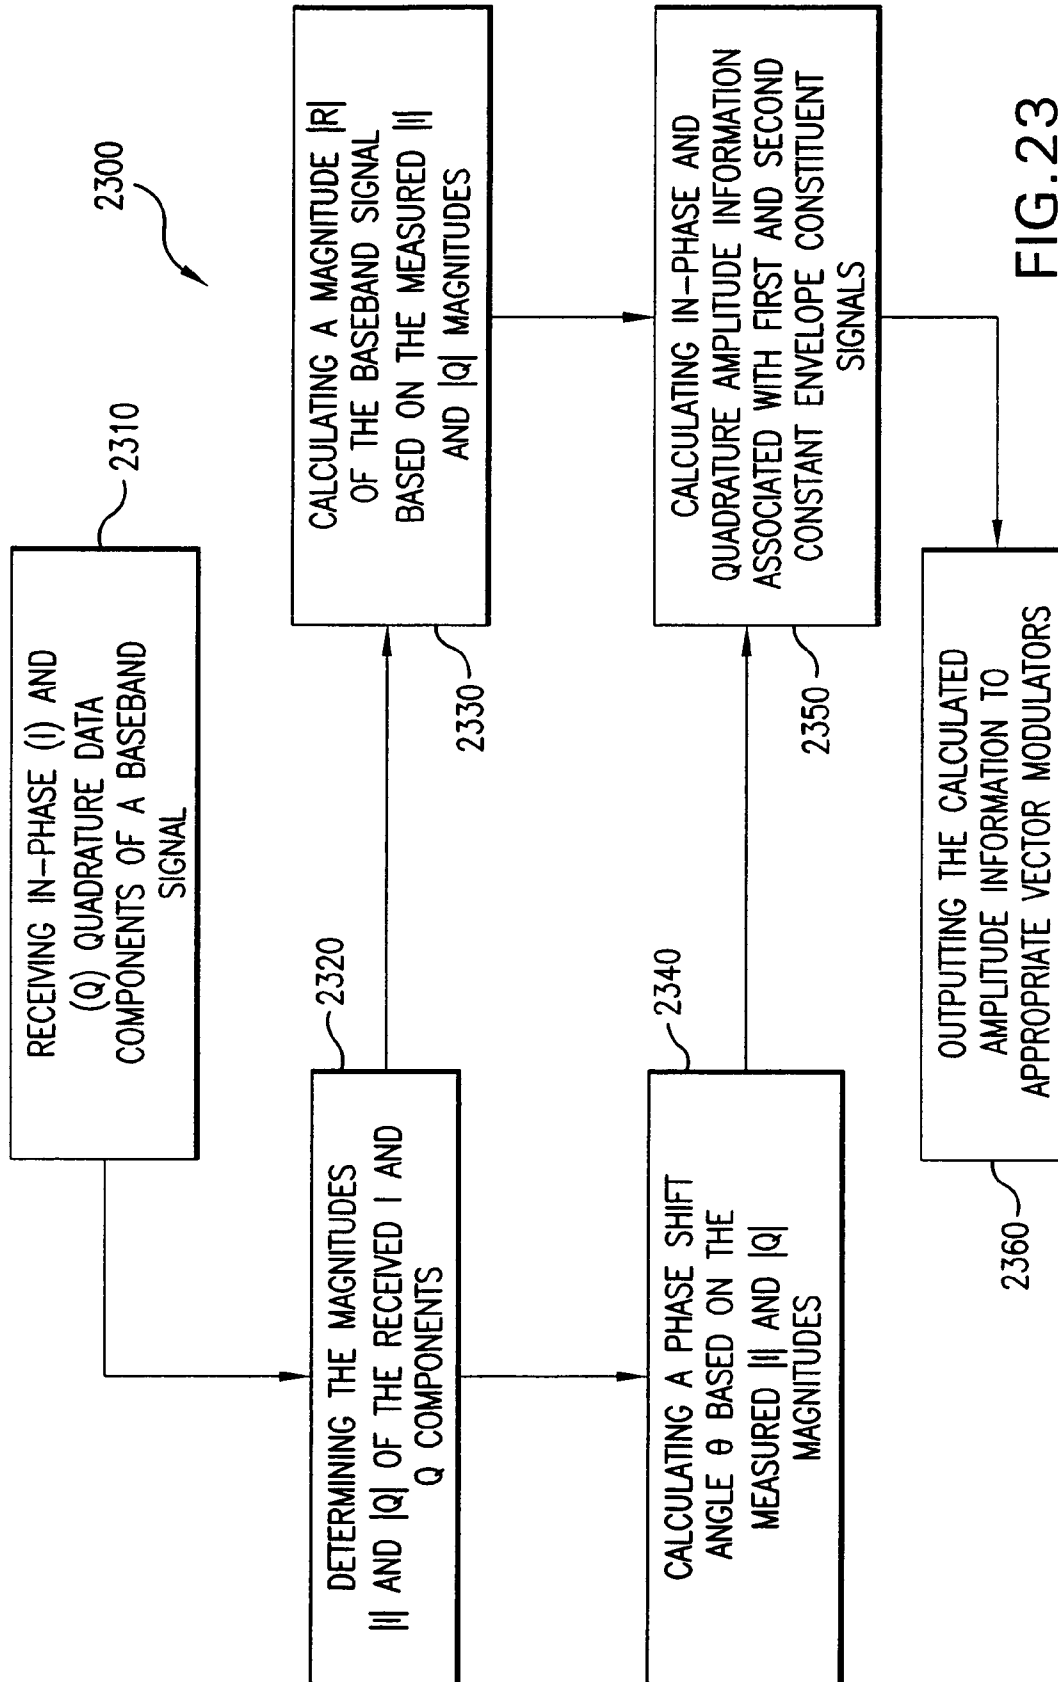 2300
2310
RECEIVING IN-PHASE (I) AND
(Q) QUADRATURE DATA
COMPONENTS OF A BASEBAND
SIGNAL
2320
DETERMINING THE MAGNITUDES
|I| AND |Q| OF THE RECEIVED I AND
Q COMPONENTS
2330
CALCULATING A MAGNITUDE |R|
OF THE BASEBAND SIGNAL
BASED ON THE MEASURED |I|
AND |Q| MAGNITUDES
2340
CALCULATING A PHASE SHIFT
ANGLE θ BASED ON THE
MEASURED |I| AND |Q|
MAGNITUDES
2350
CALCULATING IN-PHASE AND
QUADRATURE AMPLITUDE INFORMATION
ASSOCIATED WITH FIRST AND SECOND
CONSTANT ENVELOPE CONSTITUENT
SIGNALS
2360
OUTPUTTING THE CALCULATED
AMPLITUDE INFORMATION TO
APPROPRIATE VECTOR MODULATORS
FIG.23